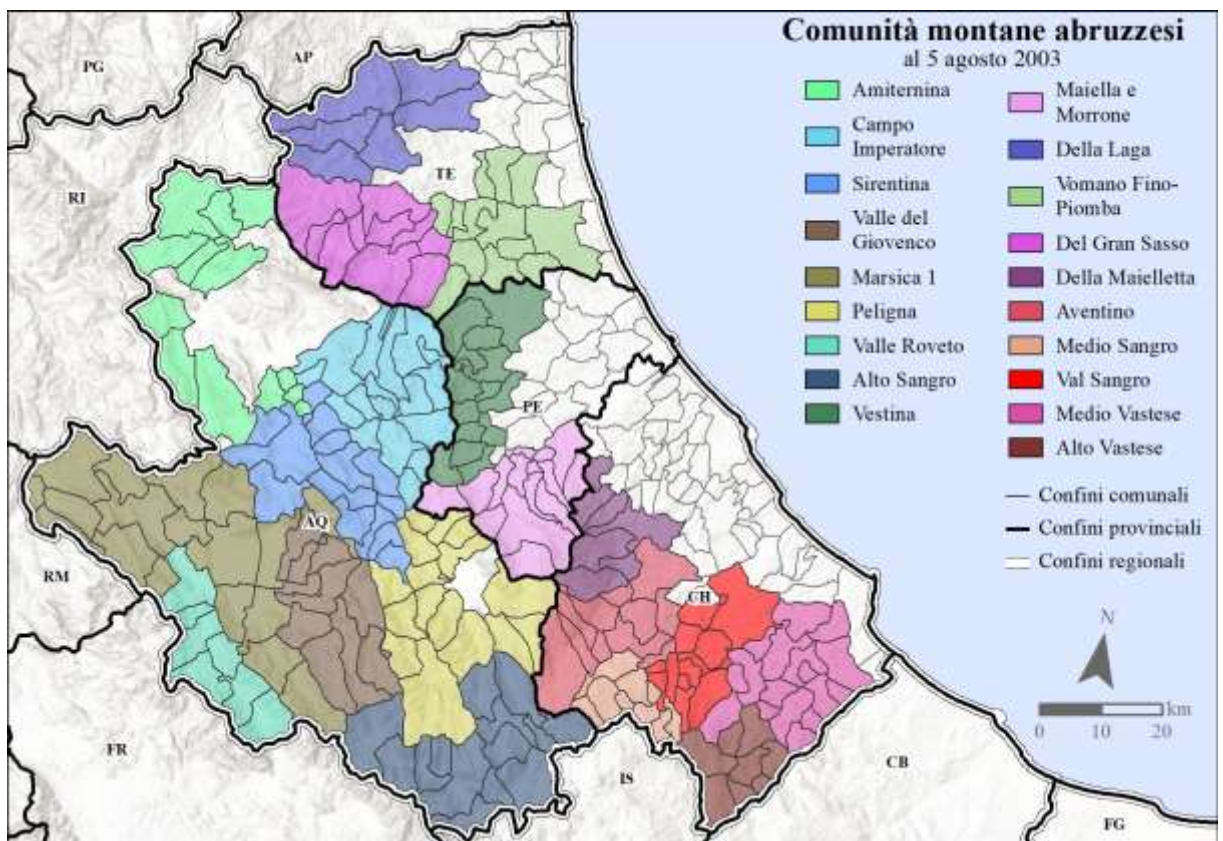 Comunità montane abruzzesi
al 5 agosto 2003
Amiternina
Campo
Imperatore
Sirentina
Valle del
Giovenco
Marsica 1
Peligna
Valle Roveto
Alto Sangro
Vestina
Maiella e
Morrone
Della Laga
Vomano Fino-
Piomba
Del Gran Sasso
Della Maielletta
Aventino
Medio Sangro
Val Sangro
Medio Vastese
Alto Vastese
Confini comunali
Confini provinciali
Confini regionali
N
0 10 20 km
PG
AP
RI
TE
PE
AQ
RM
CH
FR
IS
CB
FG